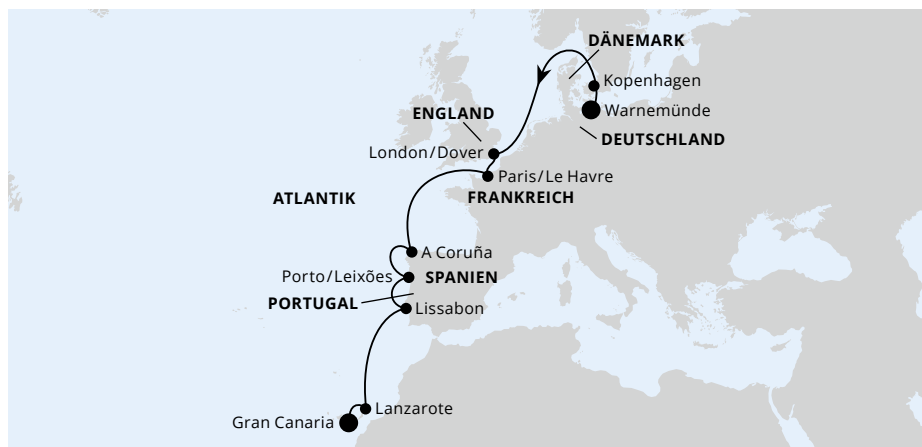 DÄNEMARK
Kopenhagen
Warnemünde
ENGLAND
DEUTSCHLAND
London/Dover
Paris/Le Havre
ATLANTIK
FRANKREICH
A Coruña
Porto/Leixões
SPANIEN
PORTUGAL
Lissabon
Lanzarote
Gran Canaria